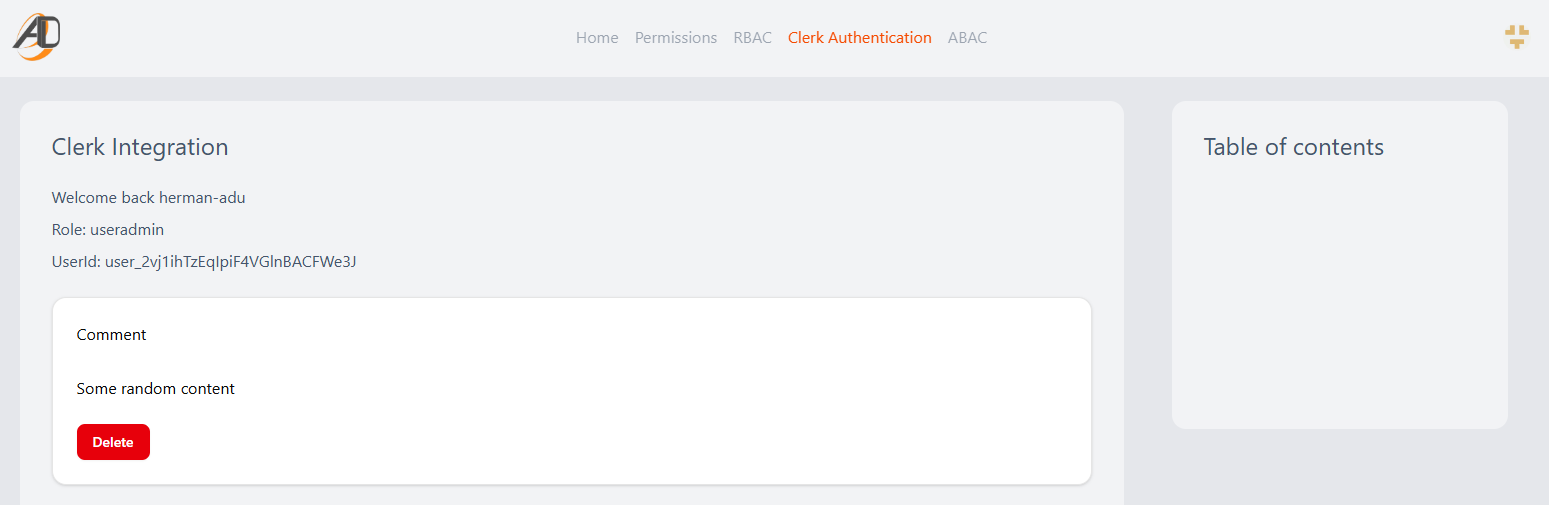 AD
Home Permissions RBAC Clerk Authentication ABAC
Clerk Integration
Welcome back herman-adu
Role: useradmin
UserId: user_2vj1ihTzEqIpiF4VGlnBACFWe3J
Comment
Some random content
Delete
Table of contents